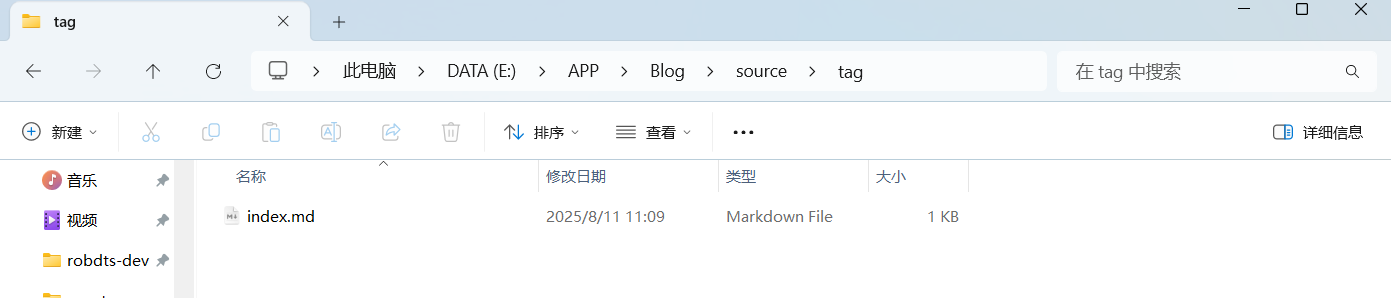 tag
此电脑 DATA (E:) APP Blog source tag 在 tag 中搜索
新建 排序 查看 详细信息
音乐 名称 修改日期 类型 大小
视频 index.md 2025/8/11 11:09 Markdown File 1 KB
robdts-dev